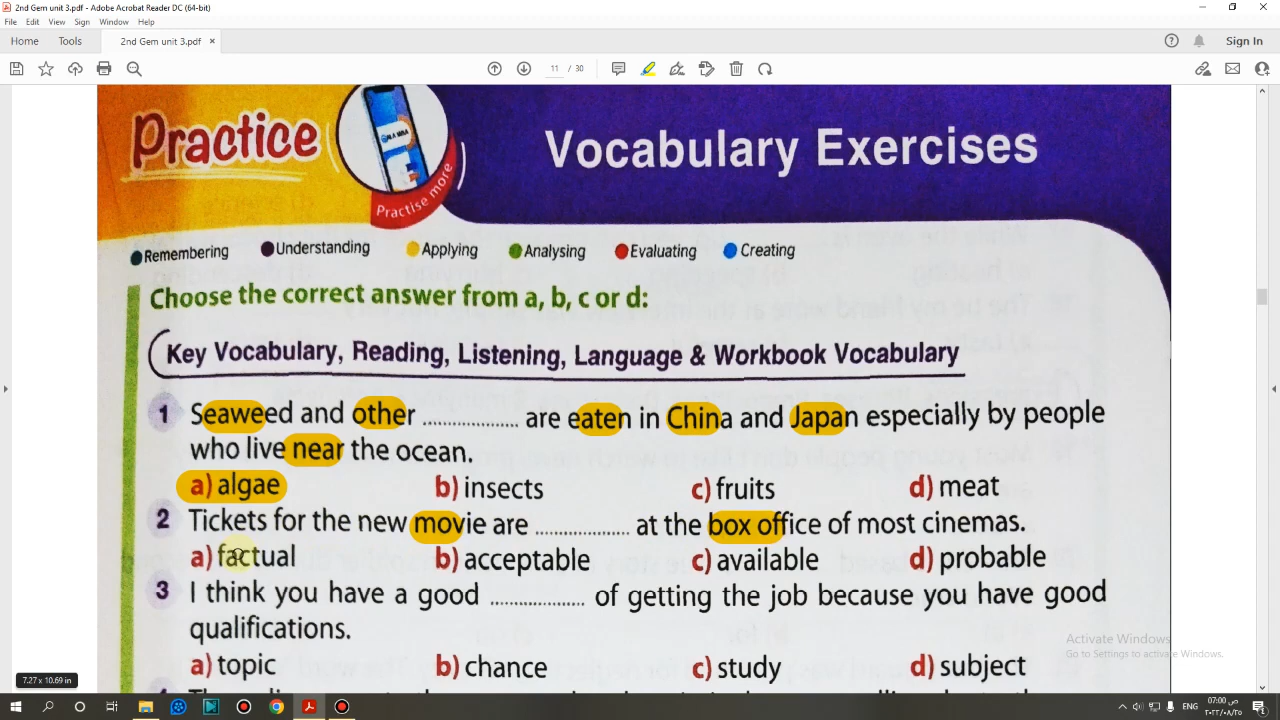 2nd Gem unit 3.pdf - Adobe Acrobat Reader DC (64-bit)
File Edit View Sign Window Help
Home Tools 2nd Gem unit 3.pdf × Sign In
11 / 30
Practice
Practise more
Vocabulary Exercises
Remembering Understanding Applying Analysing Evaluating Creating
Choose the correct answer from a, b, c or d:
Key Vocabulary, Reading, Listening, Language & Workbook Vocabulary
1 Seaweed and other .................. are eaten in China and Japan especially by people
who live near the ocean.
a) algae b) insects c) fruits d) meat
2 Tickets for the new movie are .................. at the box office of most cinemas.
a) factual b) acceptable c) available d) probable
3 I think you have a good .................. of getting the job because you have good
qualifications.
a) topic b) chance c) study d) subject
Activate Windows
Go to Settings to activate Windows.
7.27 x 10.69 in
ENG 07:00 ص
٢٠٢٢/٠٨/٢٥